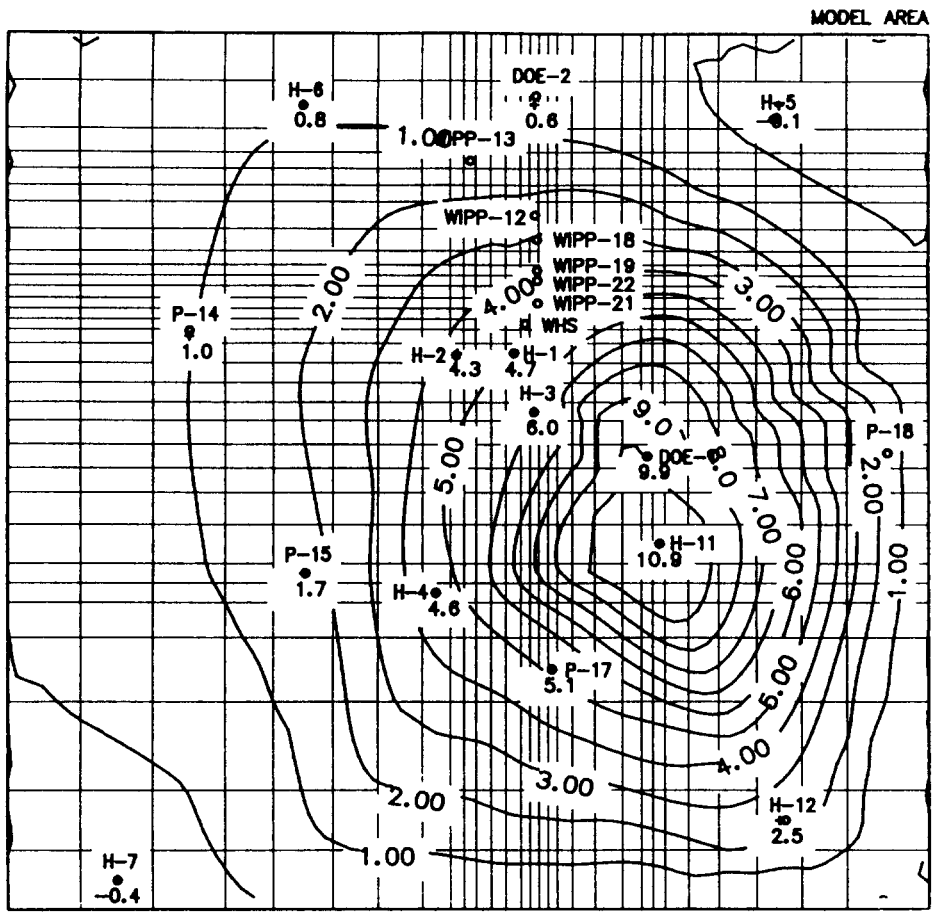 MODEL AREA
DOE-2
0.6
H-6
0.8
H-5
-0.1
1.00
WIPP-13
WIPP-12
WIPP-18
WIPP-19
WIPP-22
WIPP-21
WHS
2.00
4.00
3.00
P-14
1.0
H-2
4.3
H-1
4.7
H-3
6.0
9.0
P-18
DOE-1
9.9
8.0
2.00
5.00
7.00
H-11
10.9
P-15
1.7
6.00
1.00
H-4
4.6
P-17
5.1
5.00
4.00
3.00
2.00
H-12
2.5
1.00
H-7
-0.4